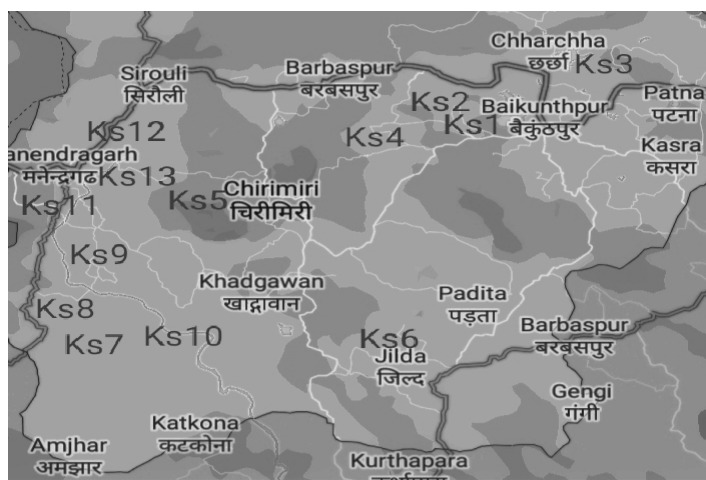 Chharchha
छर्छा
Ks3
Sirouli
सिरौली
Barbaspur
बरबसपुर
Ks2
Baikunthpur
बैकुंठपुर
Patna
पटना
Ks12
Ks4
Ks1
Kasra
कसरा
anendragarh
मनेन्द्रगढ
Ks13
Chirimiri
चिरीमिरी
Ks5
Ks11
Ks9
Khadgawan
खाद्गावान
Padita
पड़ता
Ks8
Ks7
Ks10
Ks6
Jilda
जिल्द
Barbaspur
बरबसपुर
Gengi
गंगी
Katkona
कटकोना
Amjhar
अमझार
Kurthapara